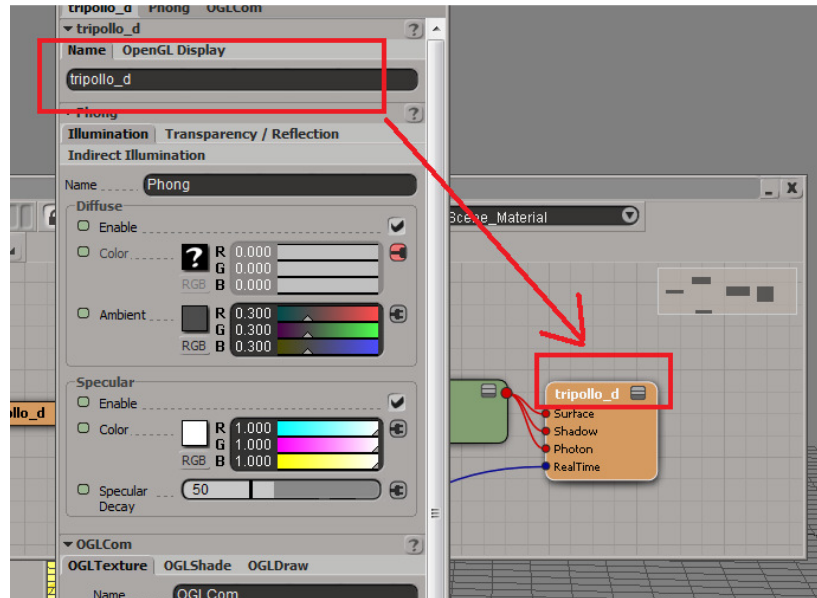 tripollo_d Phong OGLCom
tripollo_d ?
Name OpenGL Display
tripollo_d
Phong ?
Illumination Transparency / Reflection
Indirect Illumination
Name Phong
Diffuse
Enable
Color ? R 0.000
G 0.000
RGB B 0.000
Ambient R 0.300
G 0.300
RGB B 0.300
Specular
Enable
Color R 1.000
G 1.000
RGB B 1.000
Specular Decay 50
OGLCom ?
OGLTexture OGLShade OGLDraw
Name OGLCom
X
Scene_Material
tripollo_d
Surface
Shadow
Photon
RealTime
llo_d